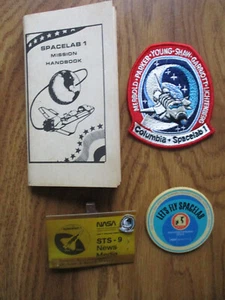 SPACELAB 1
MISSION
HANDBOOK
MERBOLD·PARKER·YOUNG·SHAW·GARRIOTT·LICHTENBERG
Columbia · Spacelab 1
NASA
STS - 9
News
Media
LET'S FLY SPACELAB